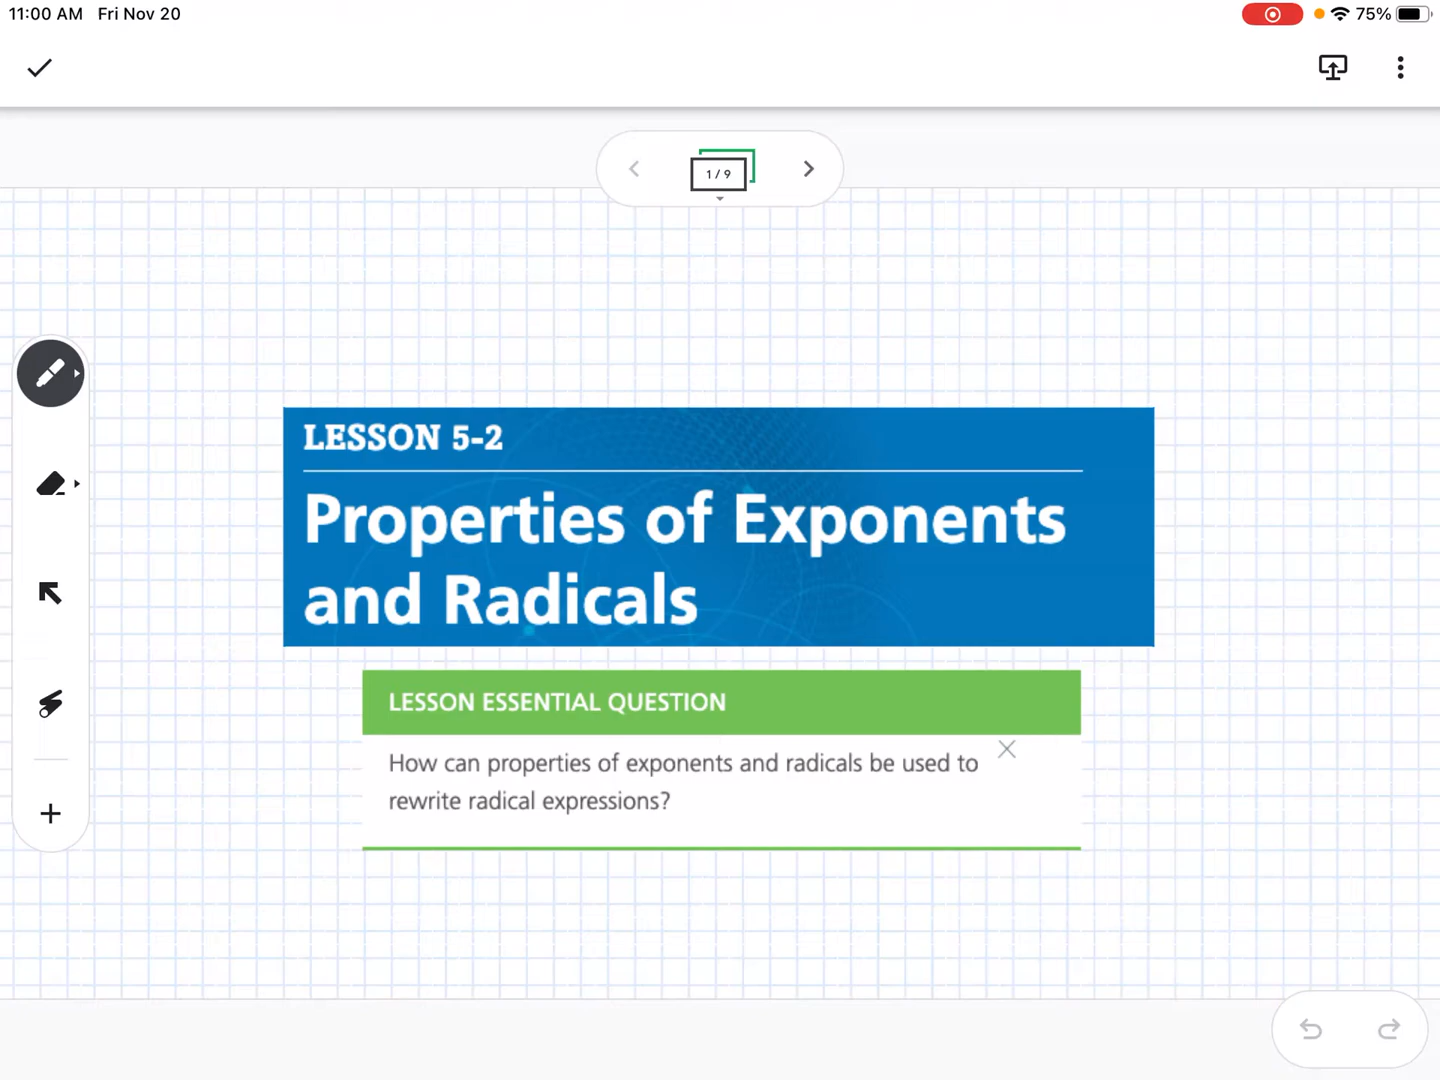 11:00 AM Fri Nov 20
75%
1 / 9
LESSON 5-2
Properties of Exponents
and Radicals
LESSON ESSENTIAL QUESTION
How can properties of exponents and radicals be used to
rewrite radical expressions?